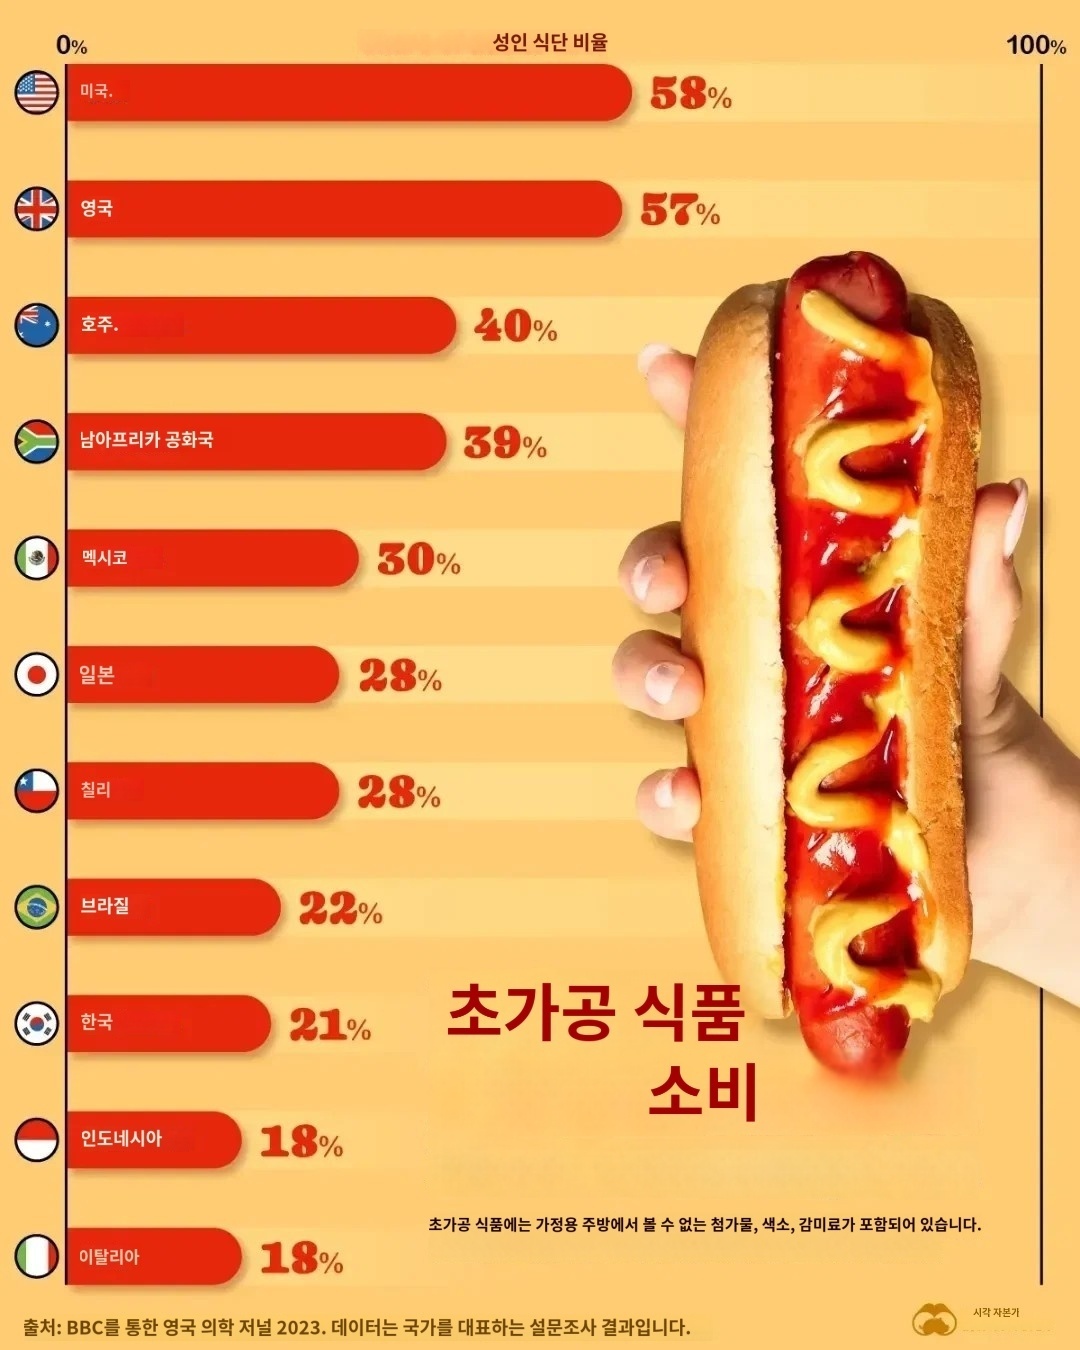 0%
성인 식단 비율
100%
미국.
58%
영국
57%
호주.
40%
남아프리카 공화국
39%
멕시코
30%
일본
28%
칠리
28%
브라질
22%
한국
21%
초가공 식품
소비
인도네시아
18%
초가공 식품에는 가정용 주방에서 볼 수 없는 첨가물, 색소, 감미료가 포함되어 있습니다.
이탈리아
18%
출처: BBC를 통한 영국 의학 저널 2023. 데이터는 국가를 대표하는 설문조사 결과입니다.
시각 자본가